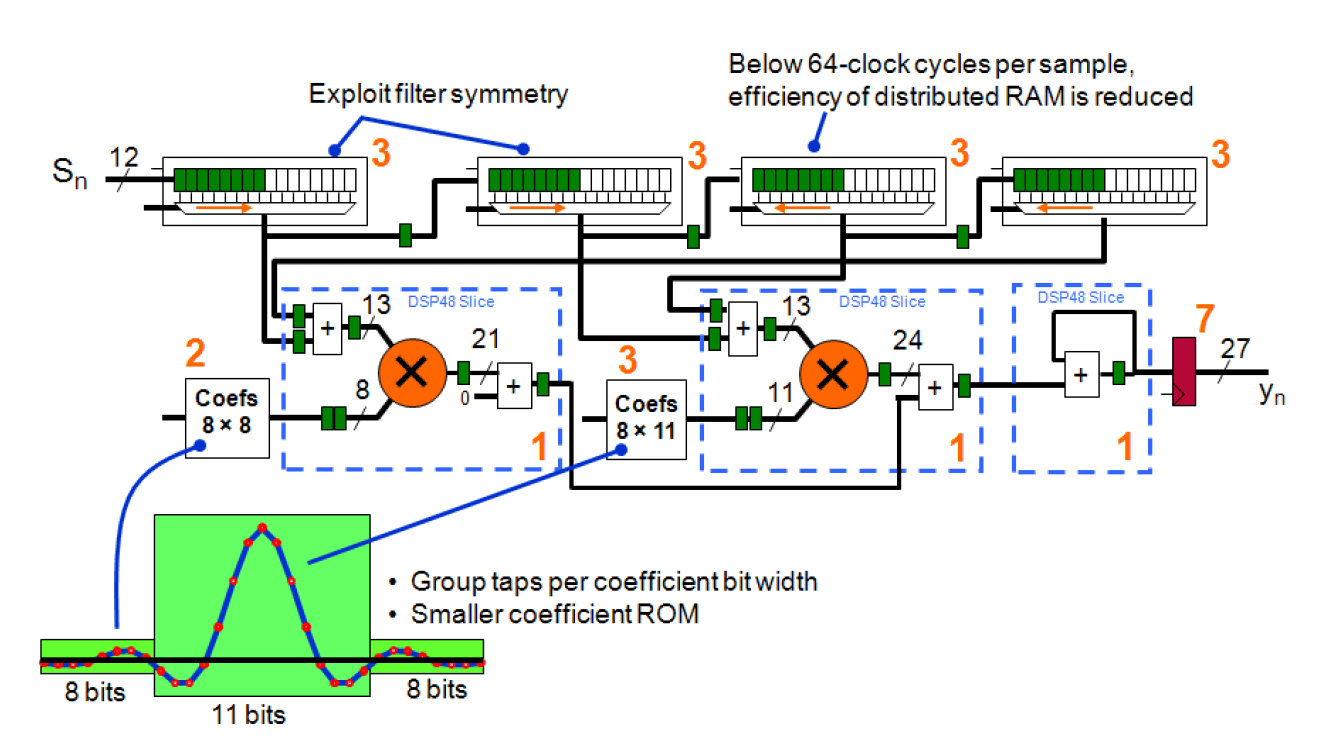 Below 64-clock cycles per sample,
efficiency of distributed RAM is reduced
Exploit filter symmetry
Sn
12
3
3
3
3
DSP48 Slice
DSP48 Slice
DSP48 Slice
13
13
+
+
21
24
7
27
2
3
×
×
+
+
+
0
8
11
Coefs
8 × 8
Coefs
8 × 11
yn
1
1
1
• Group taps per coefficient bit width
• Smaller coefficient ROM
8 bits
11 bits
8 bits